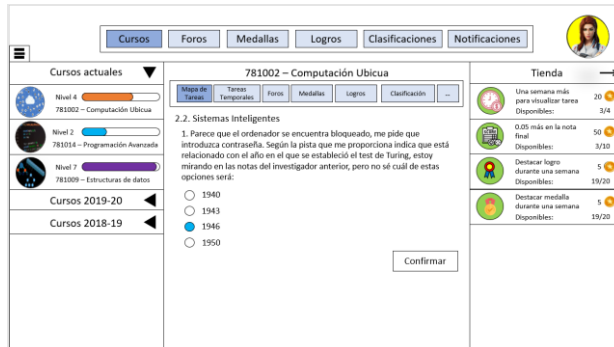 Cursos
Foros
Medallas
Logros
Clasificaciones
Notificaciones
Cursos actuales
Nivel 4
781002 – Computación Ubicua
Nivel 2
781014 – Programación Avanzada
Nivel 7
781009 – Estructuras de datos
Cursos 2019-20
Cursos 2018-19
781002 – Computación Ubicua
Mapa de
Tareas
Tareas
Temporales
Foros
Medallas
Logros
Clasificación
...
2.2. Sistemas Inteligentes
1. Parece que el ordenador se encuentra bloqueado, me pide que
introduzca contraseña. Según la pista que me proporciona indica que está
relacionado con el año en el que se estableció el test de Turing, estoy
mirando en las notas del investigador anterior, pero no sé cuál de estas
opciones será:
1940
1943
1946
1950
Confirmar
Tienda
Una semana más
para visualizar tarea
20
Disponibles:
3/4
0.05 más en la nota
final
50
Disponibles:
3/10
Destacar logro
durante una semana
5
Disponibles:
19/20
Destacar medalla
durante una semana
5
Disponibles:
19/20